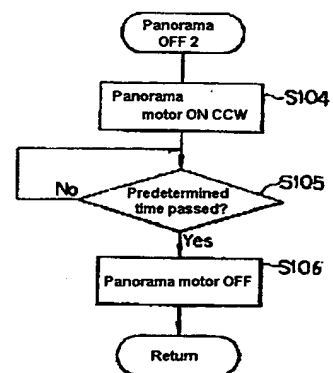 Panorama
OFF 2
Panorama
motor ON CCW
S104
Predetermined
time passed?
S105
No
Yes
Panorama motor OFF
S106
Return